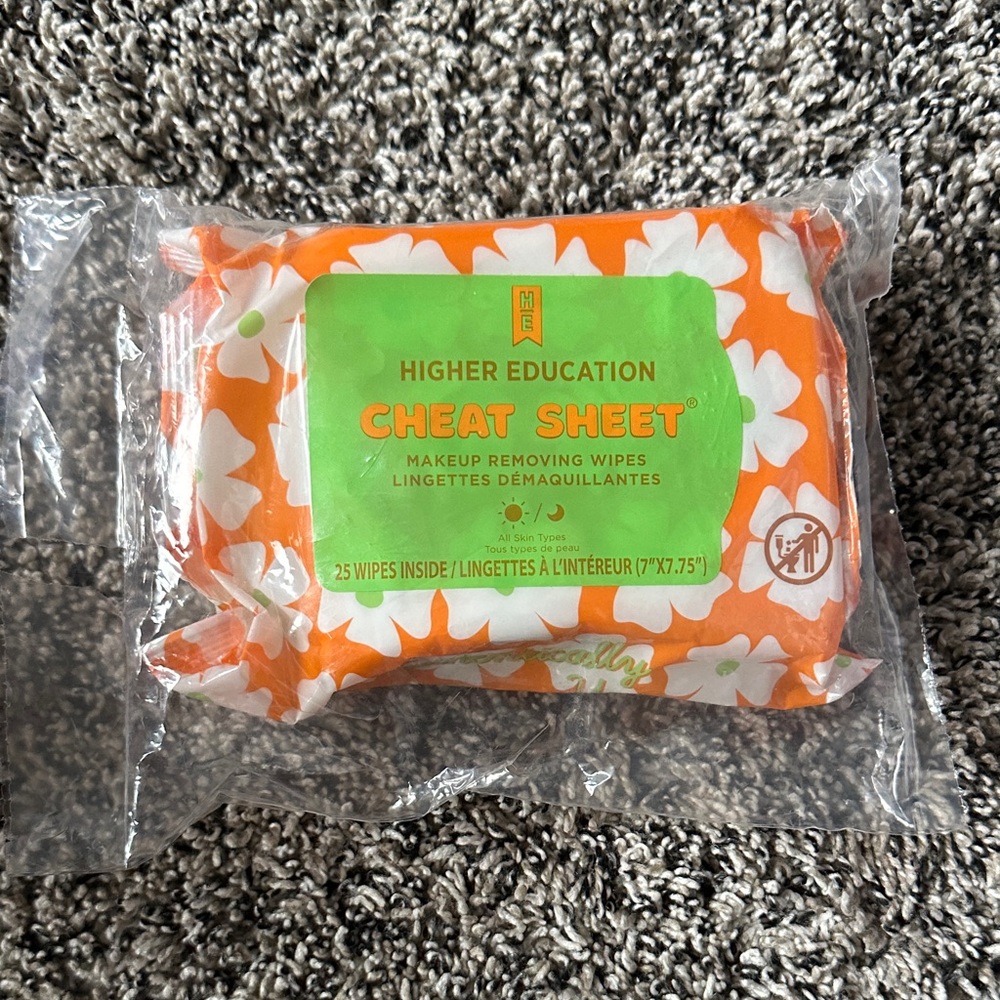 H
E
HIGHER EDUCATION
CHEAT SHEET®
MAKEUP REMOVING WIPES
LINGETTES DÉMAQUILLANTES
/
All Skin Types
Tous types de peau
25 WIPES INSIDE / LINGETTES À L'INTÉREUR (7"X7.75")